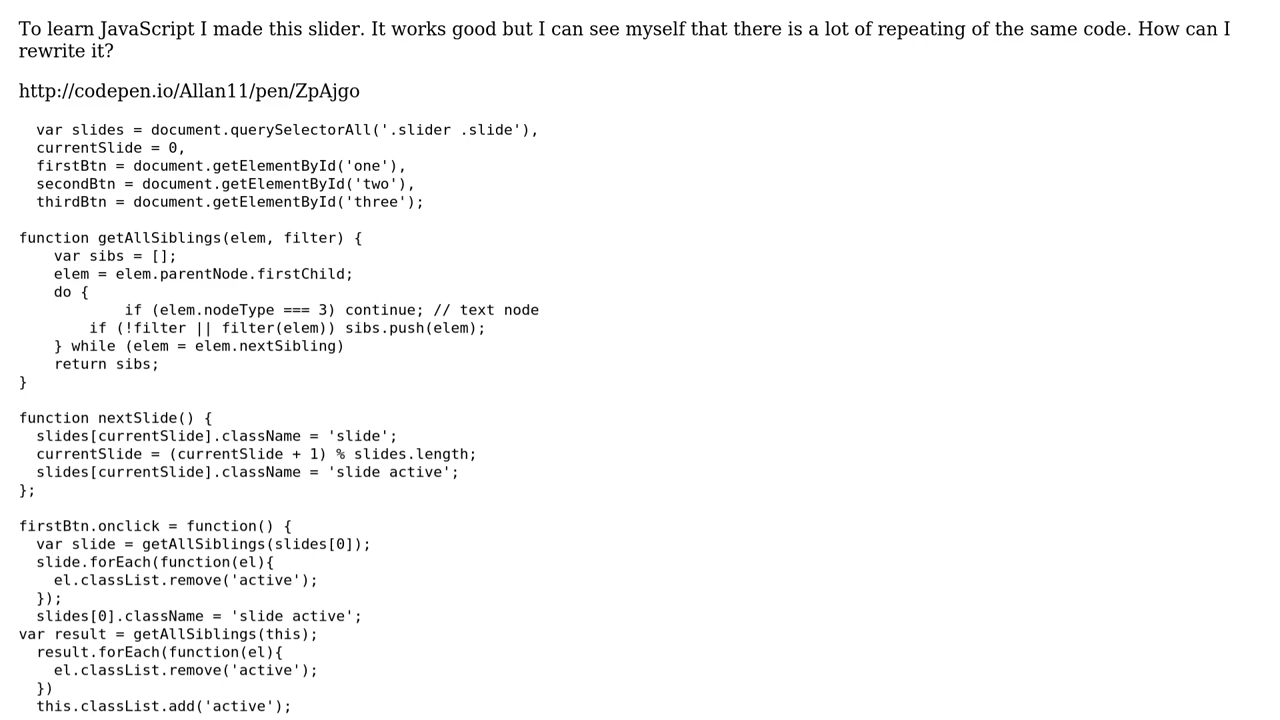 To learn JavaScript I made this slider. It works good but I can see myself that there is a lot of repeating of the same code. How can I
rewrite it?
http://codepen.io/Allan11/pen/ZpAjgo
  var slides = document.querySelectorAll('.slider .slide'),
  currentSlide = 0,
  firstBtn = document.getElementById('one'),
  secondBtn = document.getElementById('two'),
  thirdBtn = document.getElementById('three');
function getAllSiblings(elem, filter) {
    var sibs = [];
    elem = elem.parentNode.firstChild;
    do {
            if (elem.nodeType === 3) continue; // text node
        if (!filter || filter(elem)) sibs.push(elem);
    } while (elem = elem.nextSibling)
    return sibs;
}
function nextSlide() {
  slides[currentSlide].className = 'slide';
  currentSlide = (currentSlide + 1) % slides.length;
  slides[currentSlide].className = 'slide active';
};
firstBtn.onclick = function() {
  var slide = getAllSiblings(slides[0]);
  slide.forEach(function(el){
    el.classList.remove('active');
  });
  slides[0].className = 'slide active';
var result = getAllSiblings(this);
  result.forEach(function(el){
    el.classList.remove('active');
  })
  this.classList.add('active');